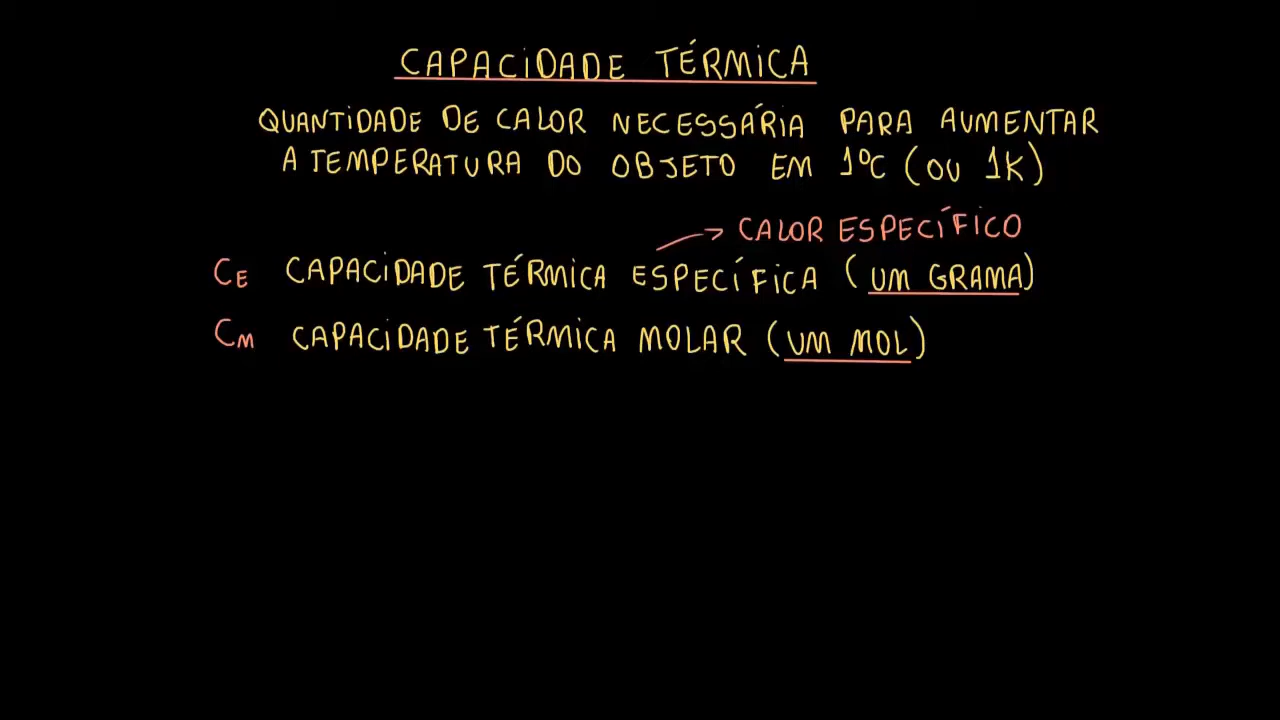 CAPACIDADE TÉRMICA
QUANTIDADE DE CALOR NECESSÁRIA PARA AUMENTAR
A TEMPERATURA DO OBJETO EM 1°C (OU 1K)
→ CALOR ESPECÍFICO
CE CAPACIDADE TÉRMICA ESPECÍFICA (UM GRAMA)
CM CAPACIDADE TÉRMICA MOLAR (UM MOL)